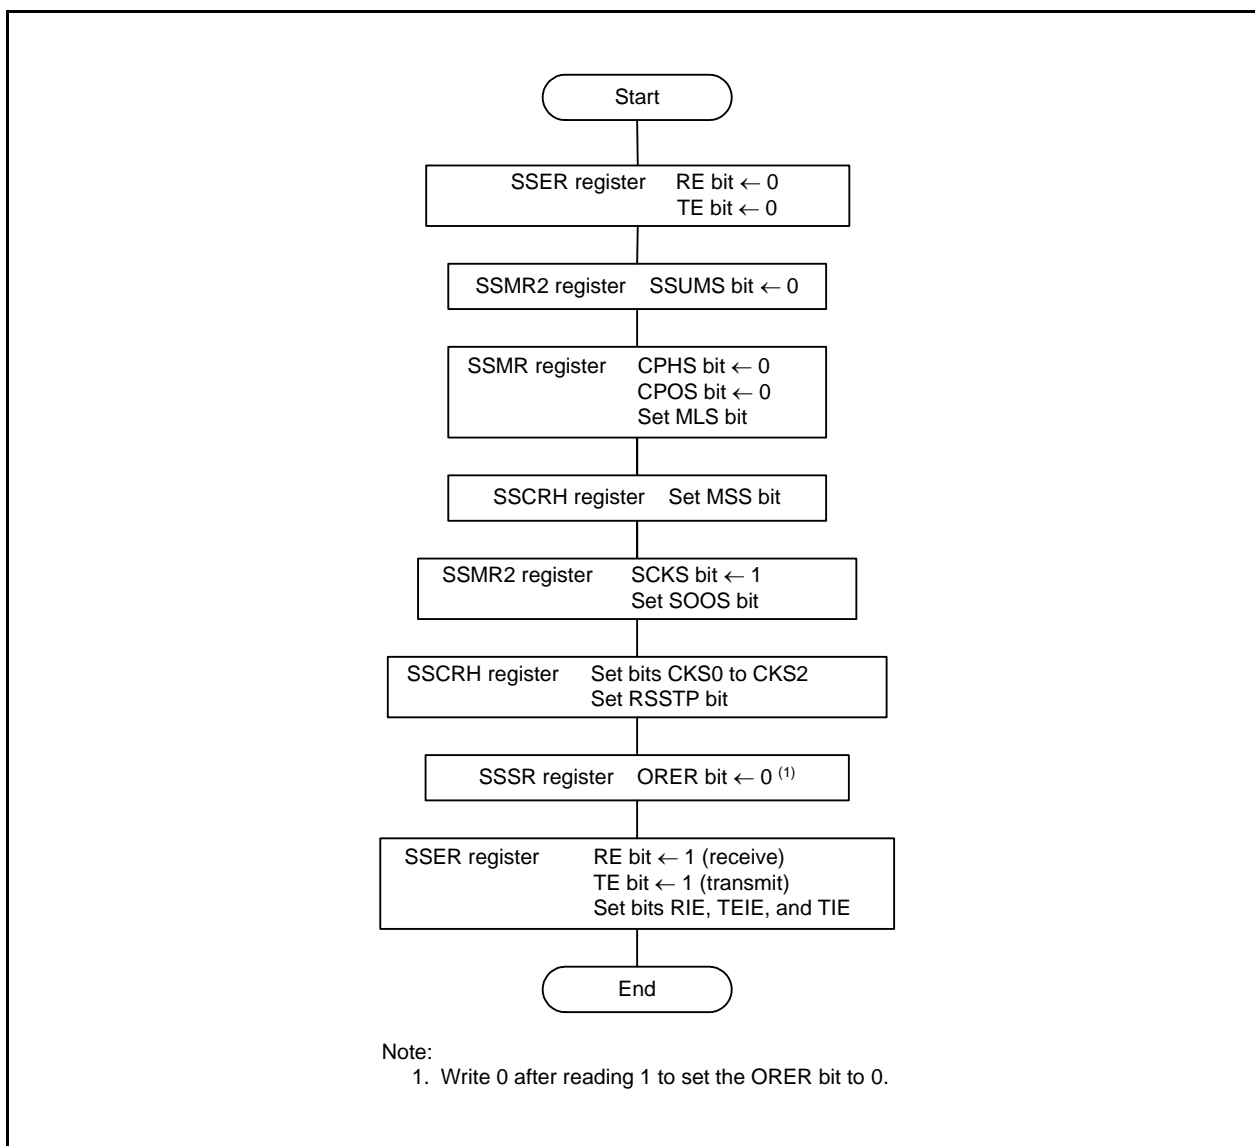 Start
SSER register RE bit ← 0
TE bit ← 0
SSMR2 register SSUMS bit ← 0
SSMR register CPHS bit ← 0
CPOS bit ← 0
Set MLS bit
SSCRH register Set MSS bit
SSMR2 register SCKS bit ← 1
Set SOOS bit
SSCRH register Set bits CKS0 to CKS2
Set RSSTP bit
SSSR register ORER bit ← 0 (1)
SSER register RE bit ← 1 (receive)
TE bit ← 1 (transmit)
Set bits RIE, TEIE, and TIE
End
Note:
1. Write 0 after reading 1 to set the ORER bit to 0.